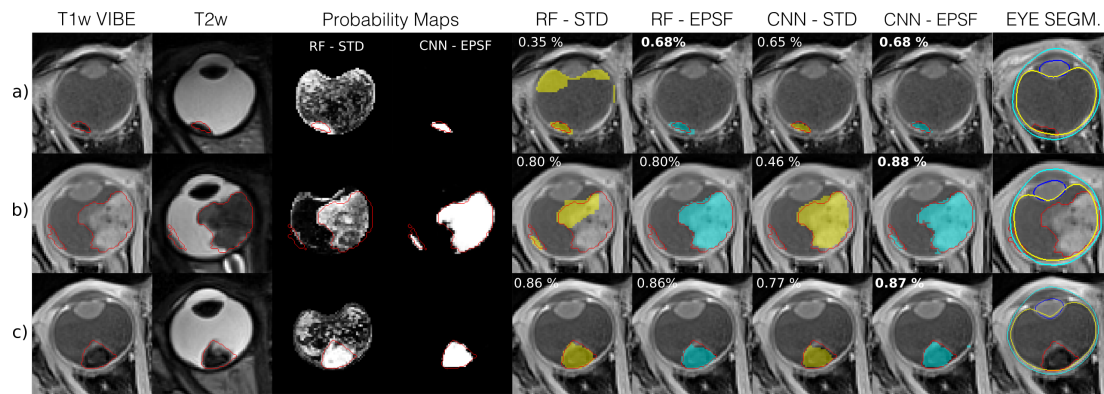 T1w VIBE T2w Probability Maps RF - STD RF - EPSF CNN - STD CNN - EPSF EYE SEGM.
RF - STD CNN - EPSF
a) 0.35 % 0.68% 0.65 % 0.68 %
b) 0.80 % 0.80% 0.46 % 0.88 %
c) 0.86 % 0.86% 0.77 % 0.87 %